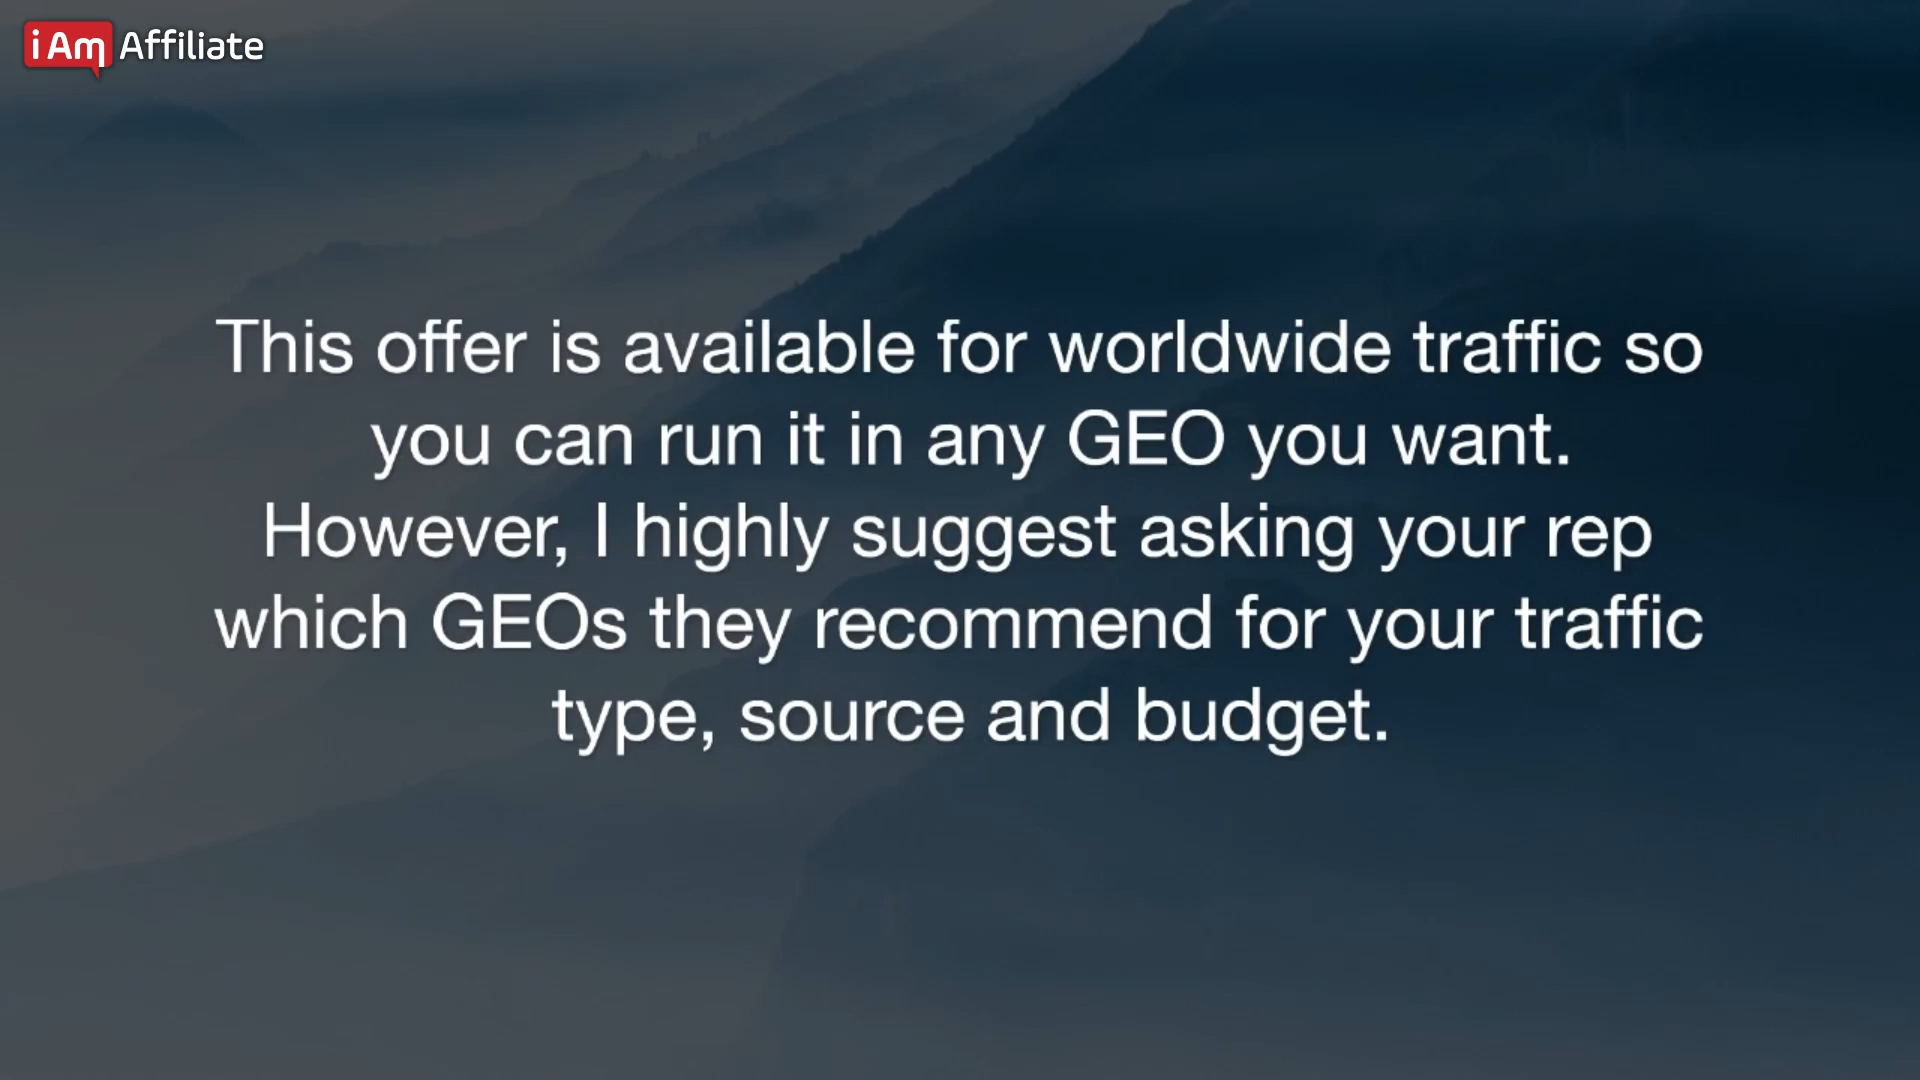 i Am Affiliate
This offer is available for worldwide traffic so
you can run it in any GEO you want.
However, I highly suggest asking your rep
which GEOs they recommend for your traffic
type, source and budget.